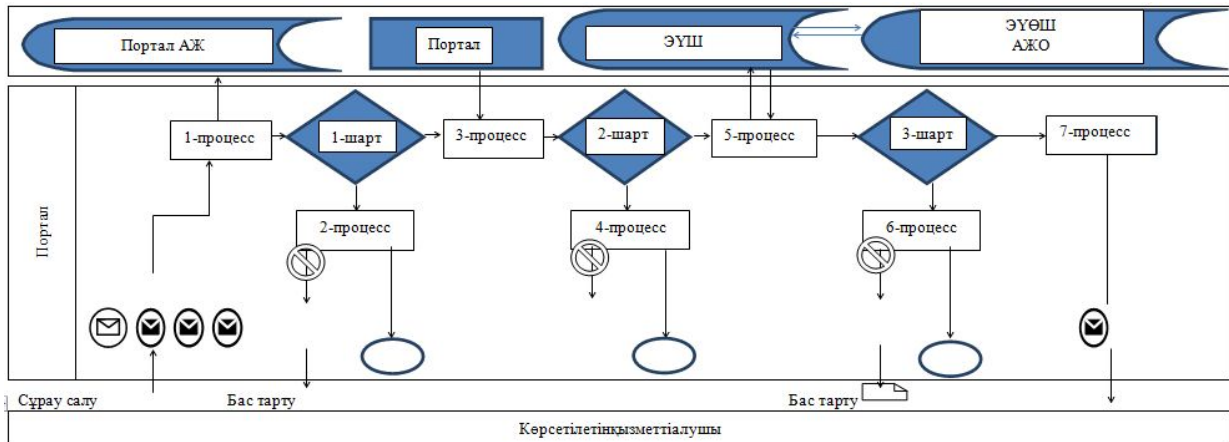 Портал АЖ
Портал
ЭҮШ
ЭҮӨШ
АЖО
1-процесс
1-шарт
3-процесс
2-шарт
5-процесс
3-шарт
7-процесс
2-процесс
4-процесс
6-процесс
Портал
Сұрау салу
Бас тарту
Бас тарту
Көрсетілетінқызметтіалушы